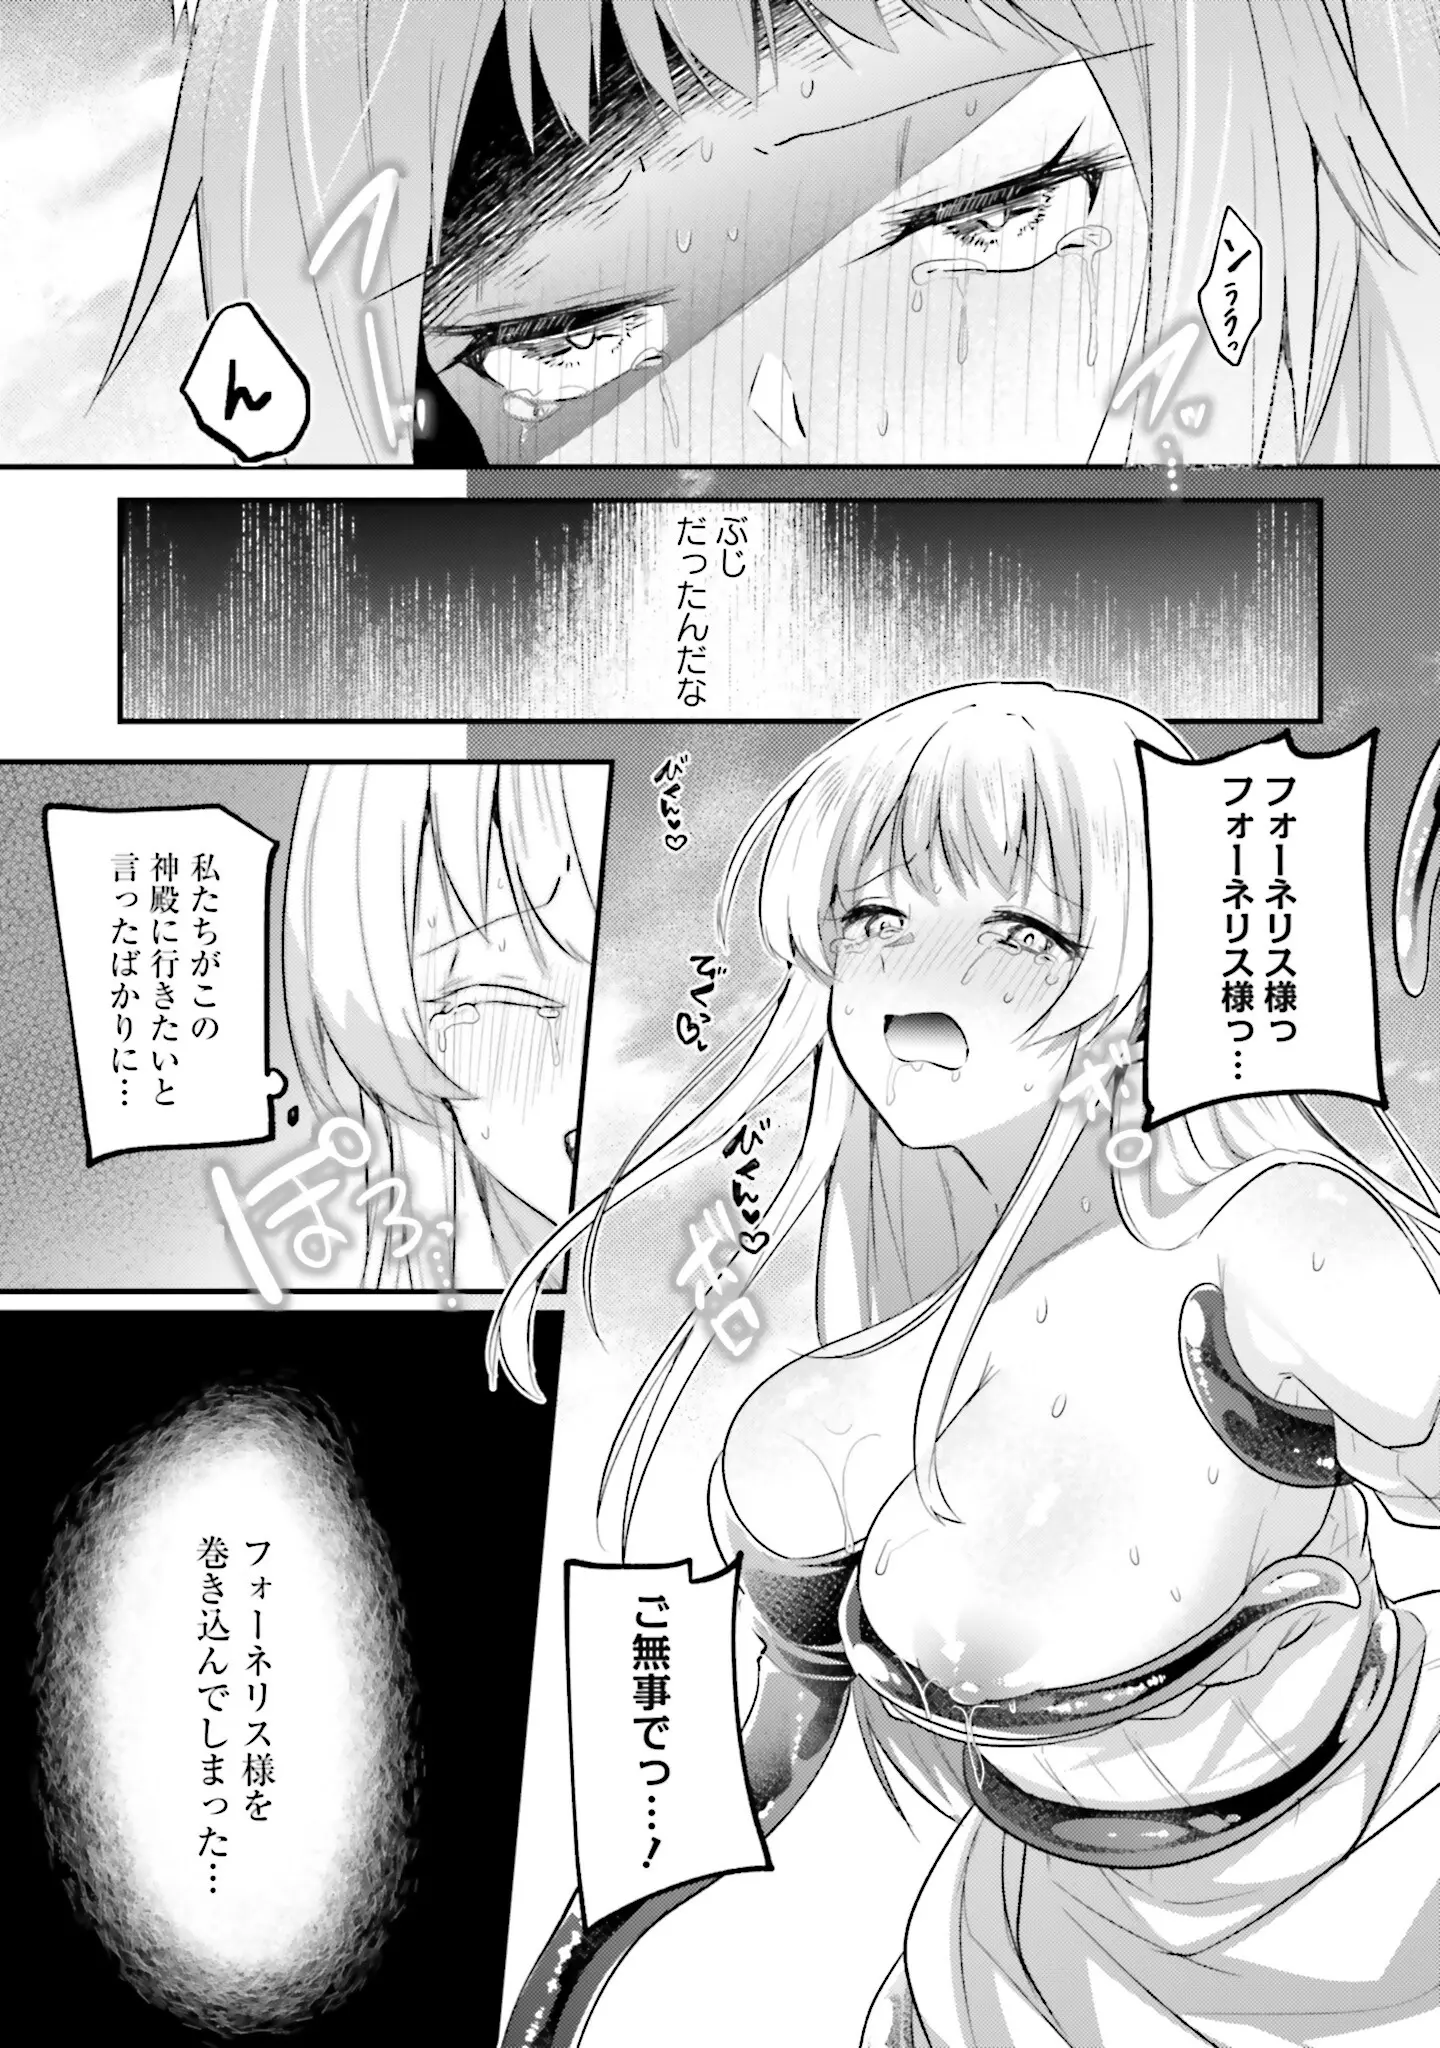 ンううっ
ん
ぶじ
だったんだな
フォーネリス様っ
フォーネリス様っ…
びくん♡
でくっ♡
びくん♡
ボロ
ボロ
私たちがこの
神殿に行きたいと
言ったばかりに…
ぽろ…
ご無事でっ…！
フォーネリス様を
巻き込んでしまった…